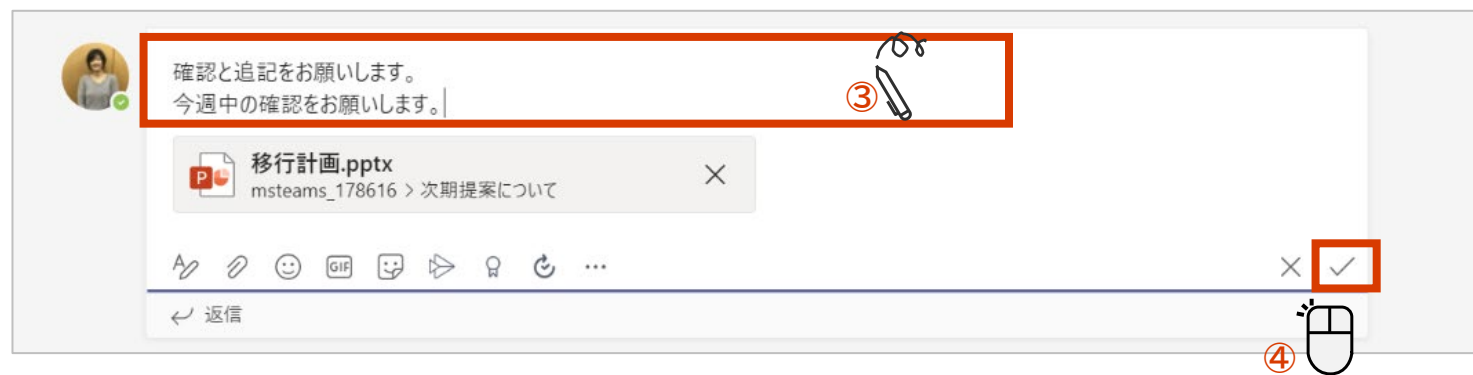 確認と追記をお願いします。
今週中の確認をお願いします。
③
P
移行計画.pptx
msteams_178616 > 次期提案について
GIF
返信
④